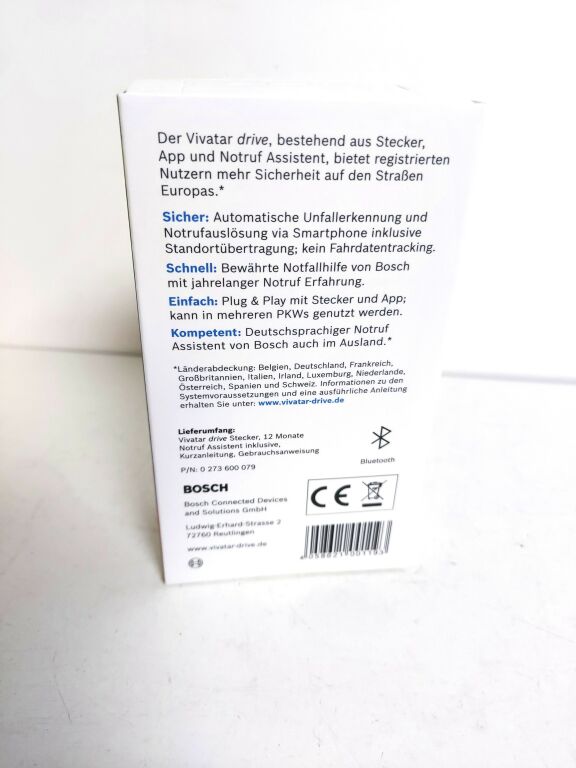 Der Vivatar drive, bestehend aus Stecker,
App und Notruf Assistent, bietet registrierten
Nutzern mehr Sicherheit auf den Straßen
Europas.*
Sicher: Automatische Unfallerkennung und
Notrufauslösung via Smartphone inklusive
Standortübertragung; kein Fahrdatentracking.
Schnell: Bewährte Notfallhilfe von Bosch
mit jahrelanger Notruf Erfahrung.
Einfach: Plug & Play mit Stecker und App;
kann in mehreren PKWs genutzt werden.
Kompetent: Deutschsprachiger Notruf
Assistent von Bosch auch im Ausland.*
*Länderabdeckung: Belgien, Deutschland, Frankreich,
Großbritannien, Italien, Irland, Luxemburg, Niederlande,
Österreich, Spanien und Schweiz. Informationen zu den
Systemvoraussetzungen und eine ausführliche Anleitung
erhalten Sie unter: www.vivatar-drive.de
Lieferumfang:
Vivatar drive Stecker, 12 Monate
Notruf Assistent inklusive,
Kurzanleitung, Gebrauchsanweisung
P/N: 0 273 600 079
Bluetooth
BOSCH
Bosch Connected Devices
and Solutions GmbH
Ludwig-Erhard-Strasse 2
72760 Reutlingen
www.vivatar-drive.de
CE